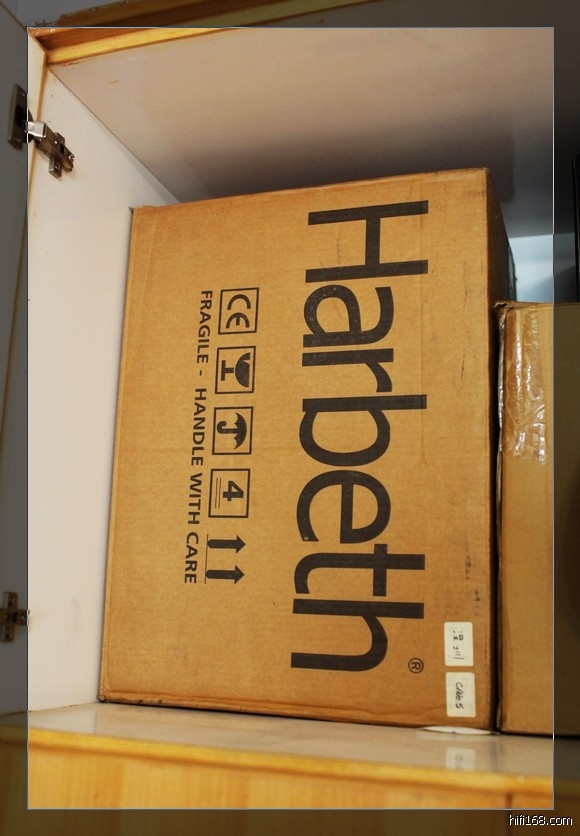 Harbeth®
CE
4
FRAGILE - HANDLE WITH CARE
hifi168.com